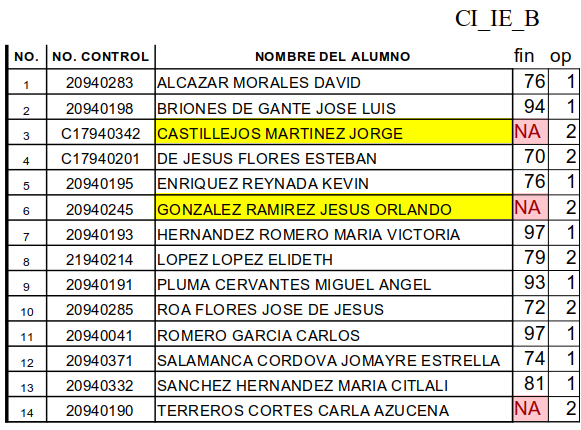 CI_IE_B
NO. NO. CONTROL NOMBRE DEL ALUMNO fin op
1 20940283 ALCAZAR MORALES DAVID 76 1
2 20940198 BRIONES DE GANTE JOSE LUIS 94 1
3 C17940342 CASTILLEJOS MARTINEZ JORGE NA 2
4 C17940201 DE JESUS FLORES ESTEBAN 70 2
5 20940195 ENRIQUEZ REYNADA KEVIN 76 1
6 20940245 GONZALEZ RAMIREZ JESUS ORLANDO NA 2
7 20940193 HERNANDEZ ROMERO MARIA VICTORIA 97 1
8 21940214 LOPEZ LOPEZ ELIDETH 79 2
9 20940191 PLUMA CERVANTES MIGUEL ANGEL 93 1
10 20940285 ROA FLORES JOSE DE JESUS 72 2
11 20940041 ROMERO GARCIA CARLOS 97 1
12 20940371 SALAMANCA CORDOVA JOMAYRE ESTRELLA 74 1
13 20940332 SANCHEZ HERNANDEZ MARIA CITLALI 81 1
14 20940190 TERREROS CORTES CARLA AZUCENA NA 2